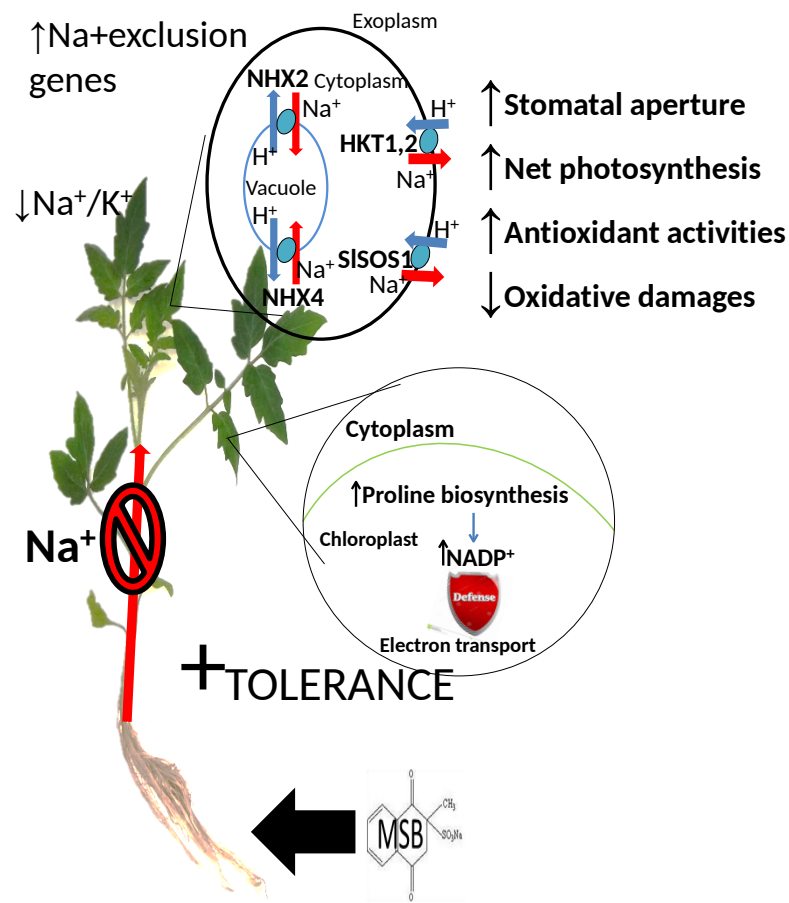 ↑Na+exclusion
genes
Exoplasm
NHX2
Cytoplasm
Na⁺
H⁺
Vacuole
H⁺
Na⁺
NHX4
H⁺
HKT1,2
Na⁺
H⁺
SlSOS1
Na⁺
↑Stomatal aperture
↑Net photosynthesis
↑Antioxidant activities
↓Oxidative damages
↓Na⁺/K⁺
Cytoplasm
↑Proline biosynthesis
Chloroplast
↑NADP⁺
Defense
Electron transport
Na⁺
+TOLERANCE
O
CH₃
MSB
SO₃Na
O